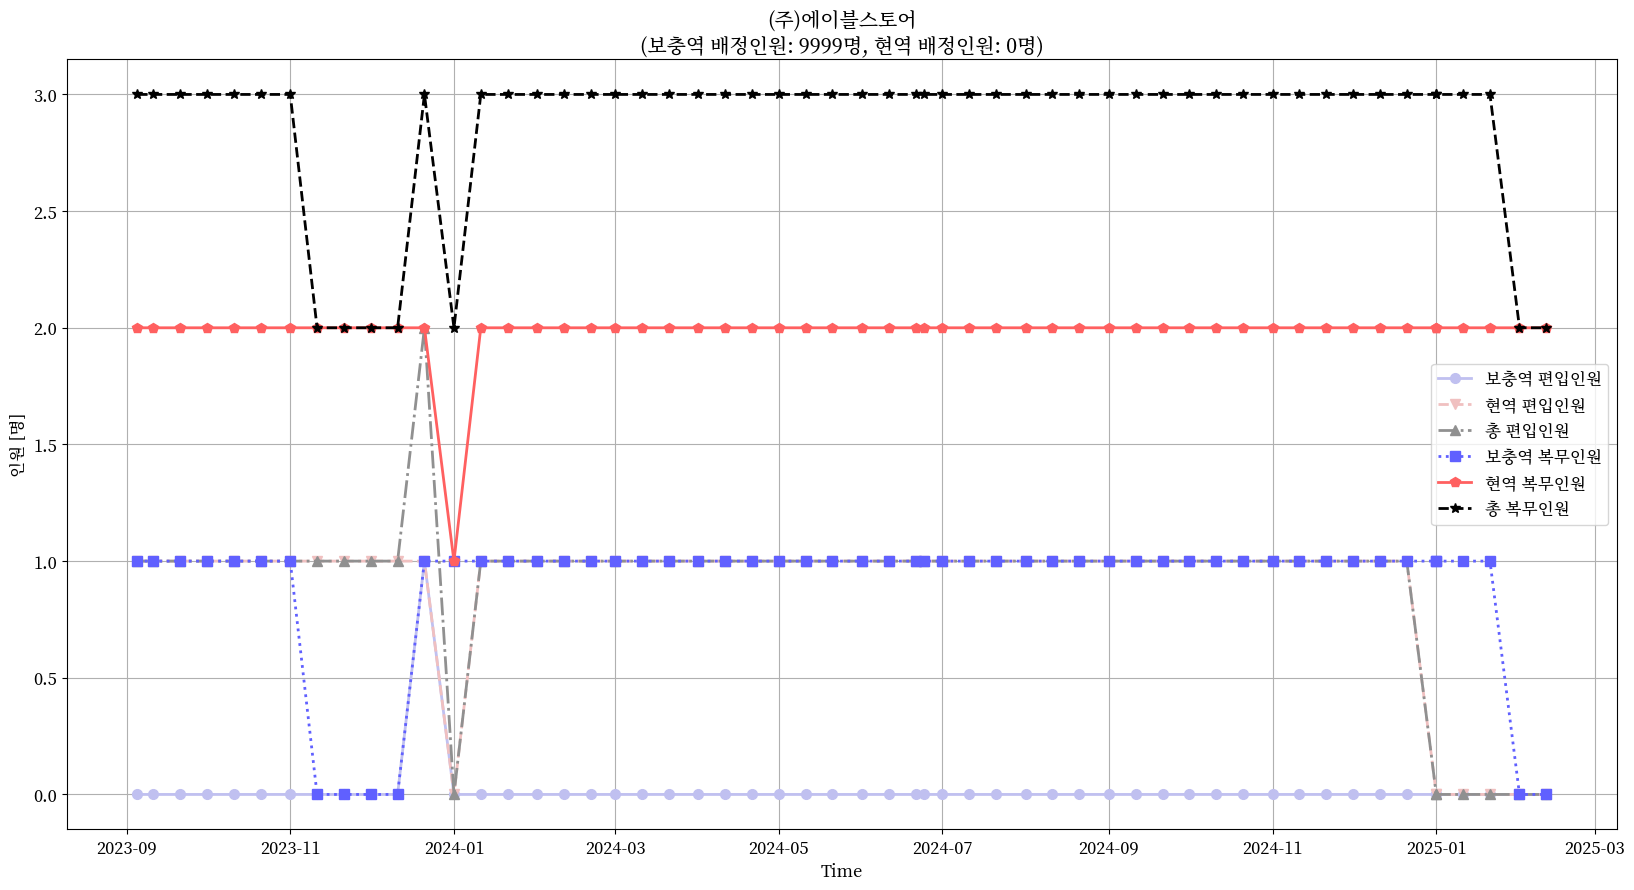 (주)에이블스토어
(보충역 배정인원: 9999명, 현역 배정인원: 0명)
인원 [명]
3.0
2.5
2.0
1.5
1.0
0.5
0.0
보충역 편입인원
현역 편입인원
총 편입인원
보충역 복무인원
현역 복무인원
총 복무인원
2023-09
2023-11
2024-01
2024-03
2024-05
2024-07
2024-09
2024-11
2025-01
2025-03
Time